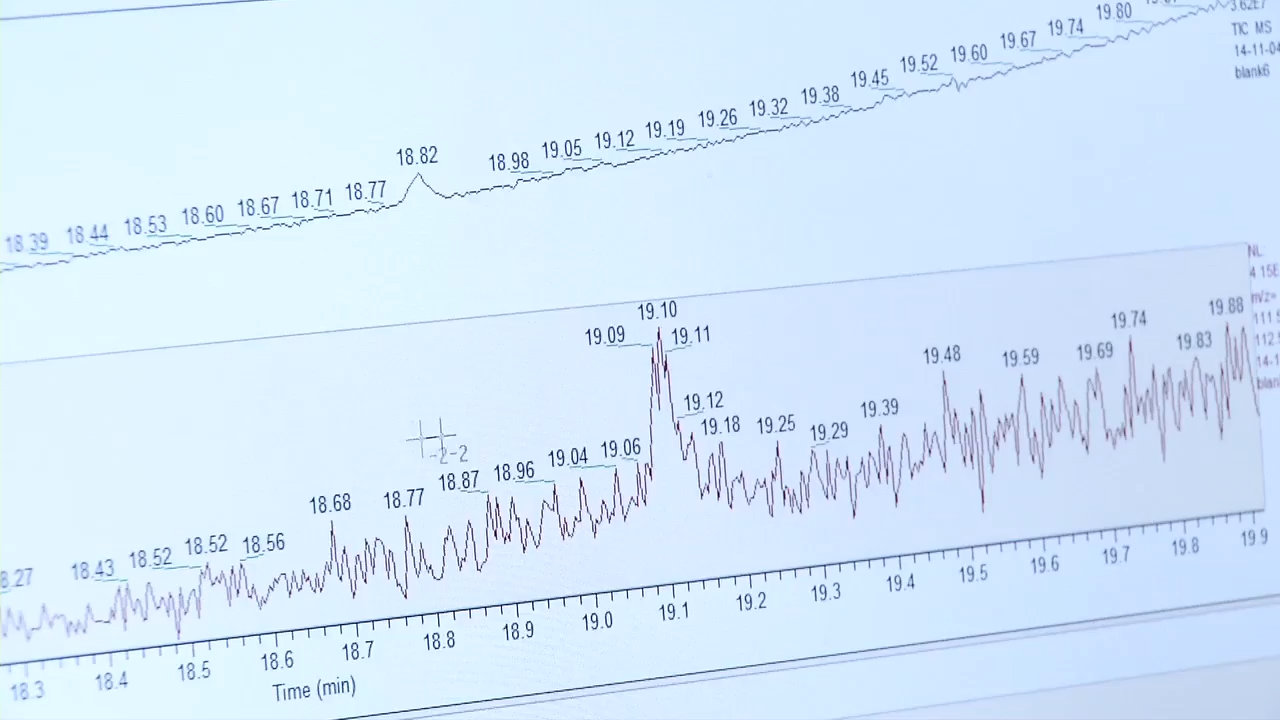 3.62E7
TIC MS
14-11-04
blank6
18.39 18.44 18.53 18.60 18.67 18.71 18.77 18.82 18.98 19.05 19.12 19.19 19.26 19.32 19.38 19.45 19.52 19.60 19.67 19.74 19.80
NL:
4.15E
m/z=
111.5
112.5
14-1
blan
8.27 18.43 18.52 18.52 18.56 18.68 18.77 18.87 18.96 19.04 19.06 19.09 19.10 19.11 19.12 19.18 19.25 19.29 19.39 19.48 19.59 19.69 19.74 19.83 19.88
-2-2
18.3 18.4 18.5 18.6 18.7 18.8 18.9 19.0 19.1 19.2 19.3 19.4 19.5 19.6 19.7 19.8 19.9
Time (min)